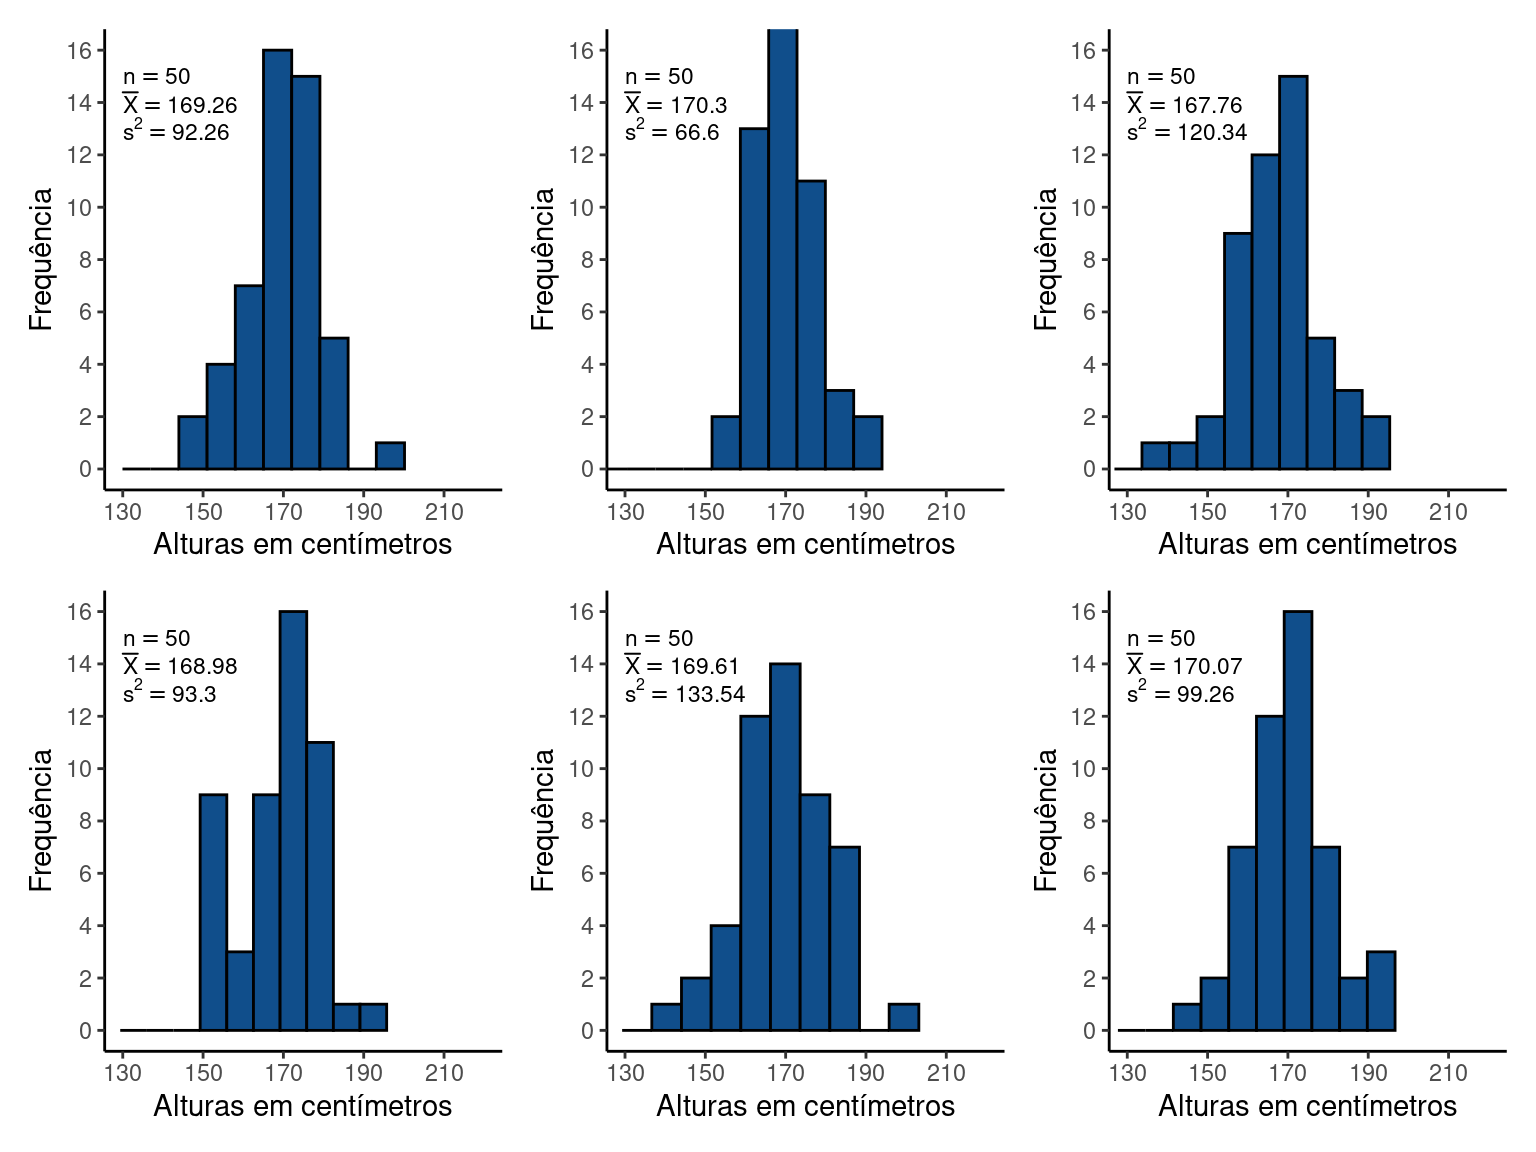 16
14
12
10
8
6
4
2
0
Frequência
n = 50
X̅ = 169.26
s² = 92.26
130 150 170 190 210
Alturas em centímetros
16
14
12
10
8
6
4
2
0
Frequência
n = 50
X̅ = 170.3
s² = 66.6
130 150 170 190 210
Alturas em centímetros
16
14
12
10
8
6
4
2
0
Frequência
n = 50
X̅ = 167.76
s² = 120.34
130 150 170 190 210
Alturas em centímetros
16
14
12
10
8
6
4
2
0
Frequência
n = 50
X̅ = 168.98
s² = 93.3
130 150 170 190 210
Alturas em centímetros
16
14
12
10
8
6
4
2
0
Frequência
n = 50
X̅ = 169.61
s² = 133.54
130 150 170 190 210
Alturas em centímetros
16
14
12
10
8
6
4
2
0
Frequência
n = 50
X̅ = 170.07
s² = 99.26
130 150 170 190 210
Alturas em centímetros